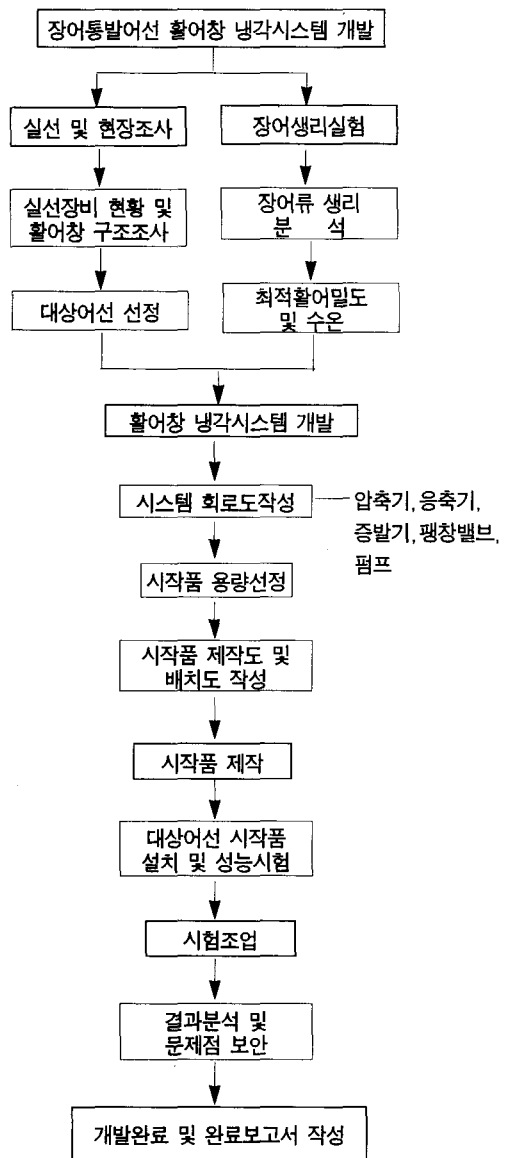 장어통발어선 활어창 냉각시스템 개발
실선 및 현장조사
장어생리실험
실선장비 현황 및
활어창 구조조사
장어류 생리
분 석
대상어선 선정
최적활어밀도
및 수온
활어창 냉각시스템 개발
시스템 회로도작성
압축기, 응축기,
증발기, 팽창밸브,
펌프
시작품 용량선정
시작품 제작도 및
배치도 작성
시작품 제작
대상어선 시작품
설치 및 성능시험
시험조업
결과분석 및
문제점 보안
개발완료 및 완료보고서 작성